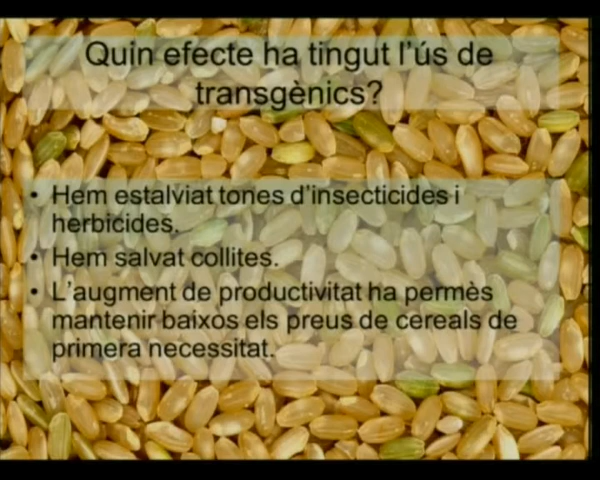 Quin efecte ha tingut l'ús de
transgènics?
• Hem estalviat tones d'insecticides i
herbicides.
• Hem salvat collites.
• L'augment de productivitat ha permès
mantenir baixos els preus de cereals de
primera necessitat.